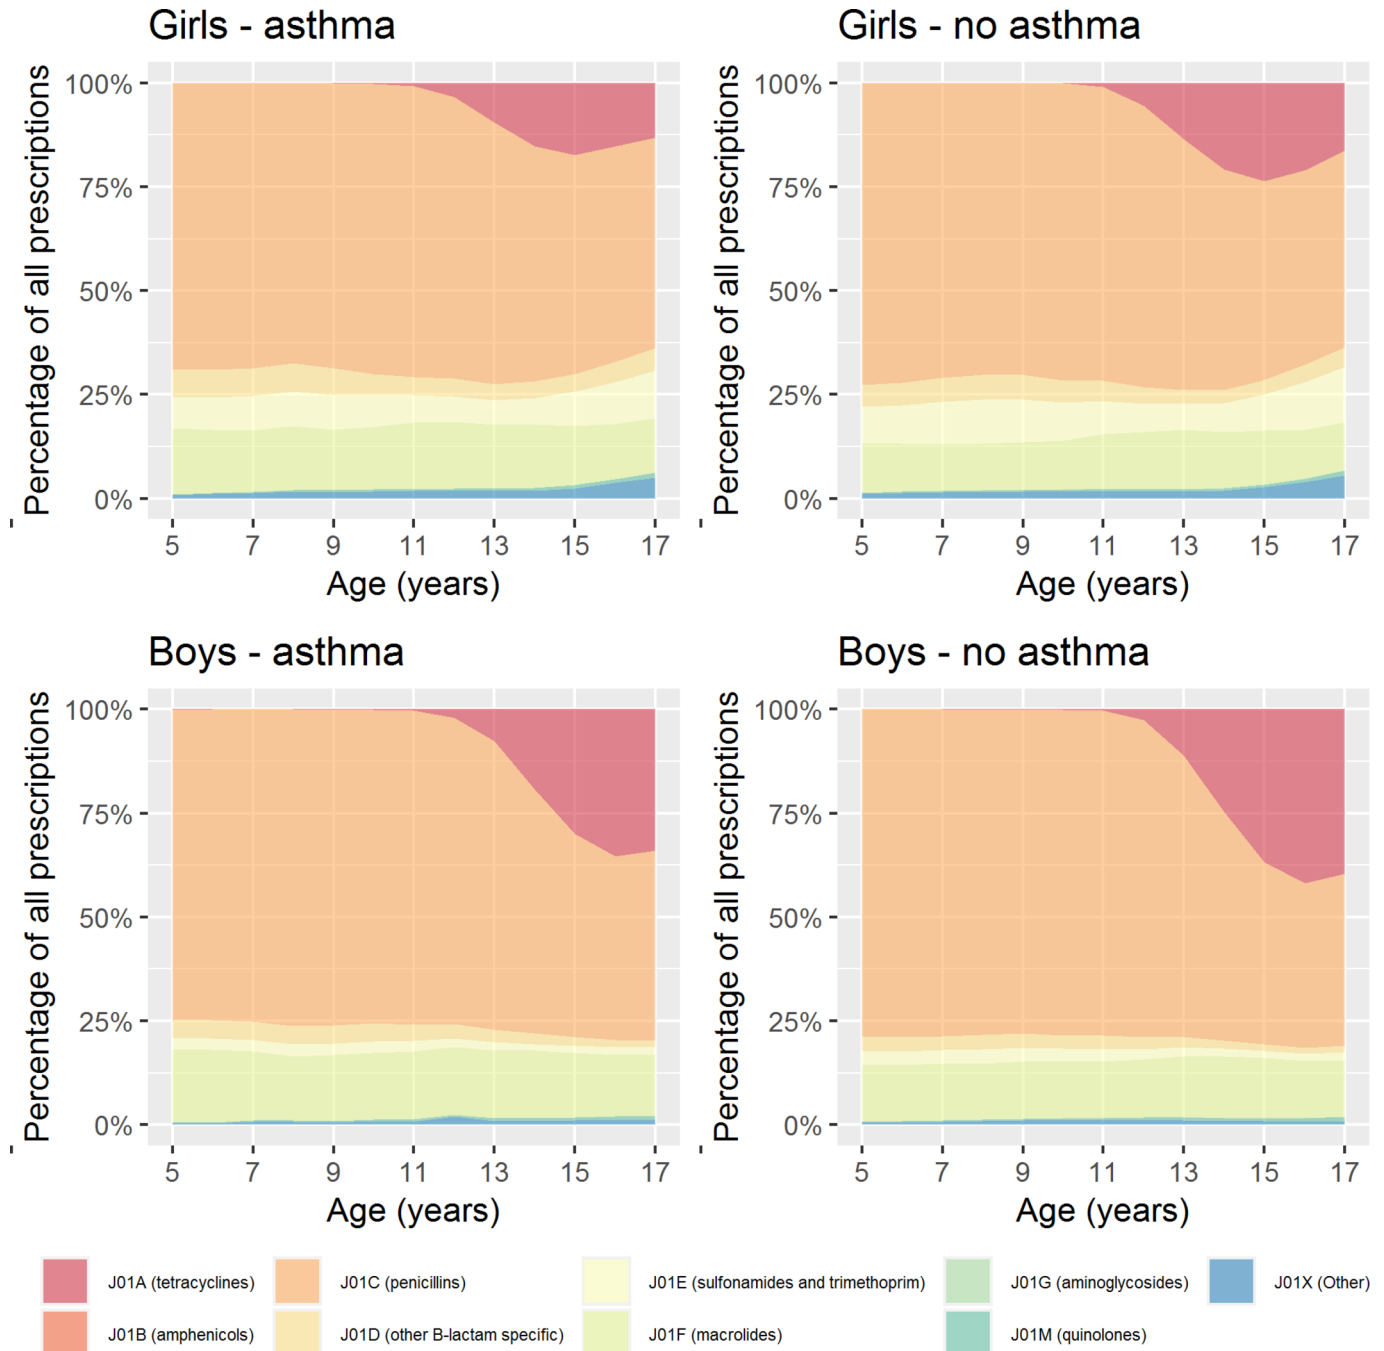 Girls - asthma
Girls - no asthma
Percentage of all prescriptions
100%
75%
50%
25%
0%
5 7 9 11 13 15 17
Age (years)
Percentage of all prescriptions
100%
75%
50%
25%
0%
5 7 9 11 13 15 17
Age (years)
Boys - asthma
Boys - no asthma
Percentage of all prescriptions
100%
75%
50%
25%
0%
5 7 9 11 13 15 17
Age (years)
Percentage of all prescriptions
100%
75%
50%
25%
0%
5 7 9 11 13 15 17
Age (years)
J01A (tetracyclines)
J01C (penicillins)
J01E (sulfonamides and trimethoprim)
J01G (aminoglycosides)
J01X (Other)
J01B (amphenicols)
J01D (other B-lactam specific)
J01F (macrolides)
J01M (quinolones)